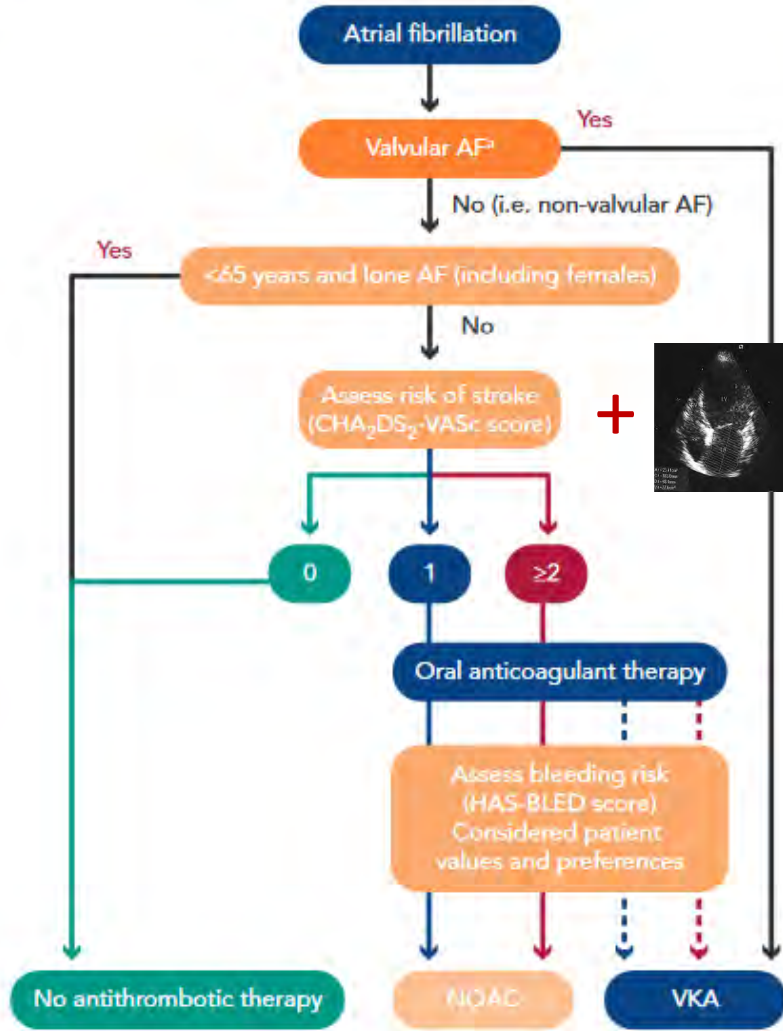 Atrial fibrillation
Valvular AFª
Yes
No (i.e. non-valvular AF)
Yes
<65 years and lone AF (including females)
No
Assess risk of stroke
(CHA₂DS₂-VASc score)
+
0
1
≥2
Oral anticoagulant therapy
Assess bleeding risk
(HAS-BLED score)
Considered patient
values and preferences
No antithrombotic therapy
NOAC
VKA